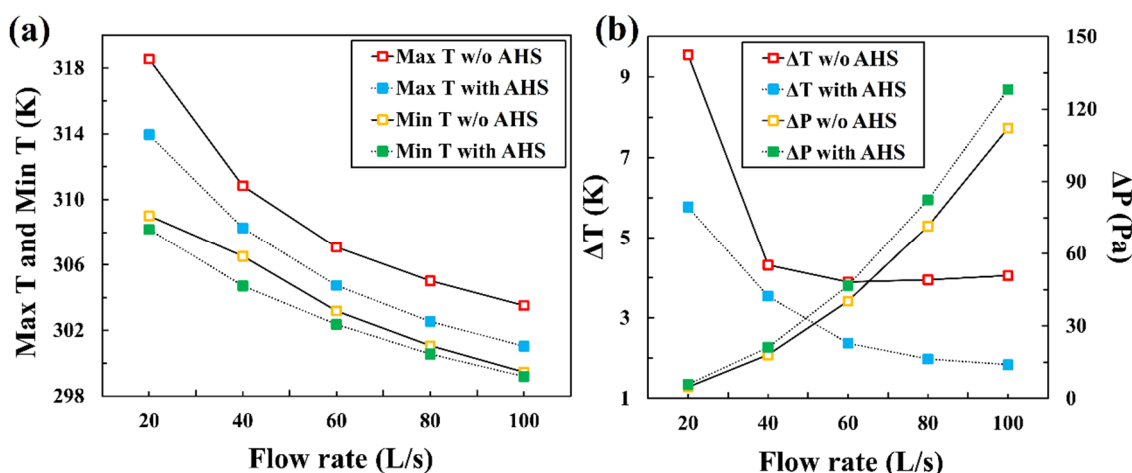 (a)
Max T and Min T (K)
318
314
310
306
302
298
Max T w/o AHS
Max T with AHS
Min T w/o AHS
Min T with AHS
20 40 60 80 100
Flow rate (L/s)
(b)
ΔT (K)
9
7
5
3
1
ΔT w/o AHS
ΔT with AHS
ΔP w/o AHS
ΔP with AHS
150
120
90
60
30
0
ΔP (Pa)
20 40 60 80 100
Flow rate (L/s)